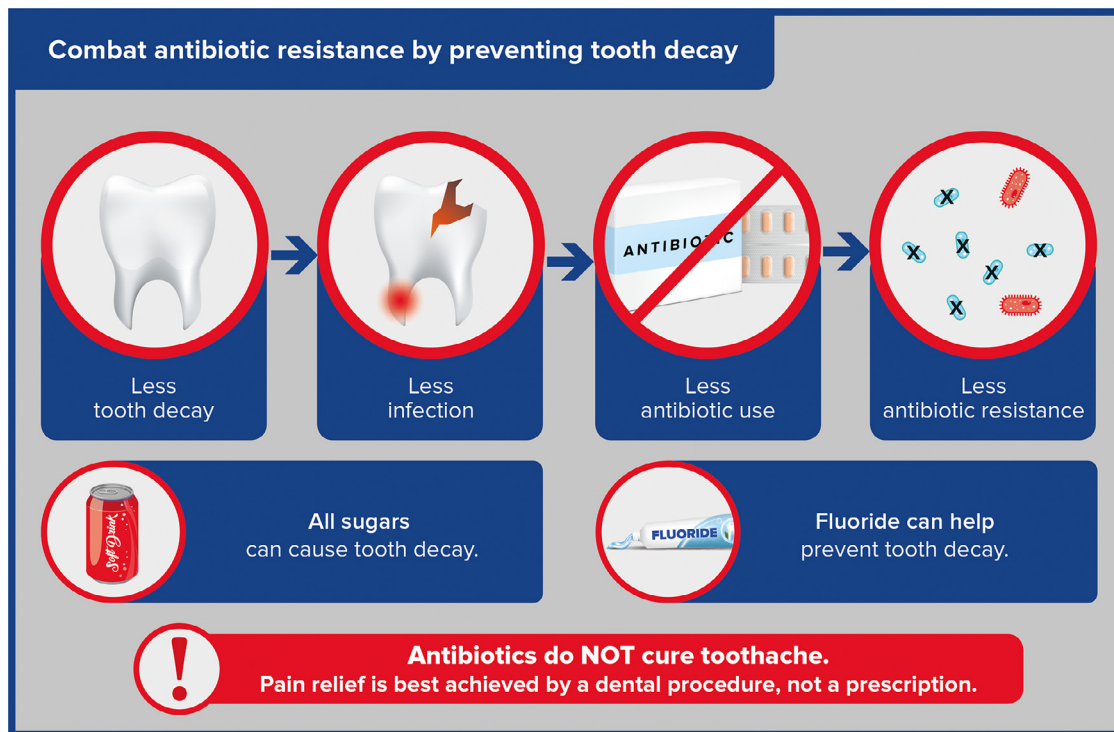 Combat antibiotic resistance by preventing tooth decay
ANTIBIOTIC
X
X
X
X
X
X
Less
tooth decay
Less
infection
Less
antibiotic use
Less
antibiotic resistance
Soft Drink
All sugars
can cause tooth decay.
FLUORIDE
Fluoride can help
prevent tooth decay.
!
Antibiotics do NOT cure toothache.
Pain relief is best achieved by a dental procedure, not a prescription.